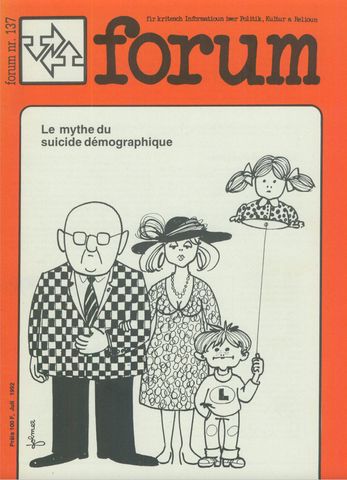 forum nr. 137
fir kritesch Informatioun iwer Politik, Kultur a Relioun
forum
Le mythe du
suicide démographique
L
Präis 100 F, Juli 1992